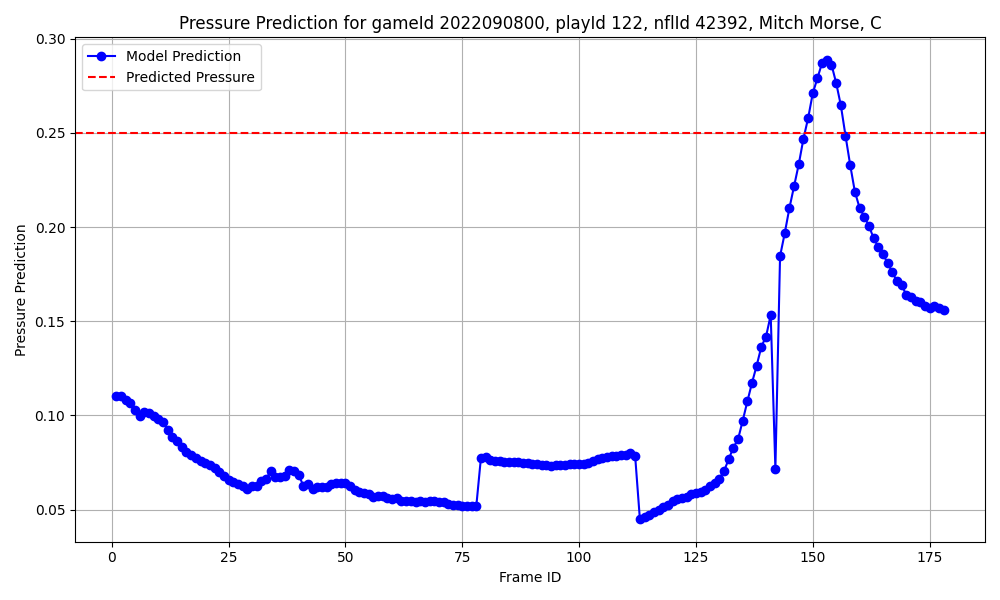 Pressure Prediction for gameId 2022090800, playId 122, nflId 42392, Mitch Morse, C
Model Prediction
Predicted Pressure
0.30
0.25
0.20
0.15
0.10
0.05
Pressure Prediction
0 25 50 75 100 125 150 175
Frame ID